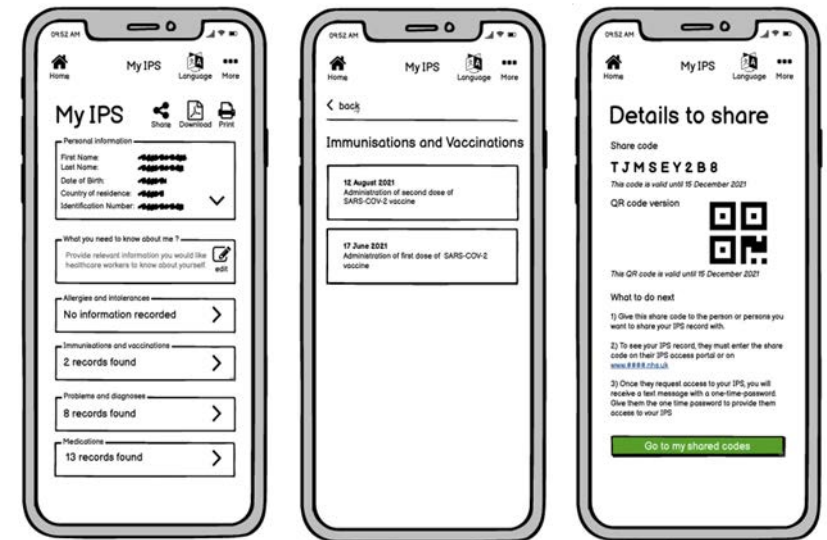 09:52 AM
My IPS
Home
Language
More
My IPS
Share
Download
Print
Personal information
First Name:
Last Name:
Date of Birth:
Country of residence:
Identification Number:
What you need to know about me ?
Provide relevant information you would like
healthcare workers to know about yourself.
edit
Allergies and intolerances
No information recorded
Immunisations and vaccinations
2 records found
Problems and diagnoses
8 records found
Medications
13 records found
09:52 AM
My IPS
Home
Language
More
back
Immunisations and Vaccinations
12 August 2021
Administration of second dose of
SARS-COV-2 vaccine
17 June 2021
Administration of first dose of SARS-COV-2
vaccine
09:52 AM
My IPS
Home
Language
More
Details to share
Share code
TJMSEY2B8
This code is valid until 15 December 2021
QR code version
This QR code is valid until 15 December 2021
What to do next
1) Give this share code to the person or persons you
want to share your IPS record with.
2) To see your IPS record, they must enter the share
code on their IPS access portal or on
www.####.nhs.uk
3) Once they request access to your IPS, you will
receive a text message with a one-time-password.
Give them the one time password to provide them
access to your IPS
Go to my shared codes